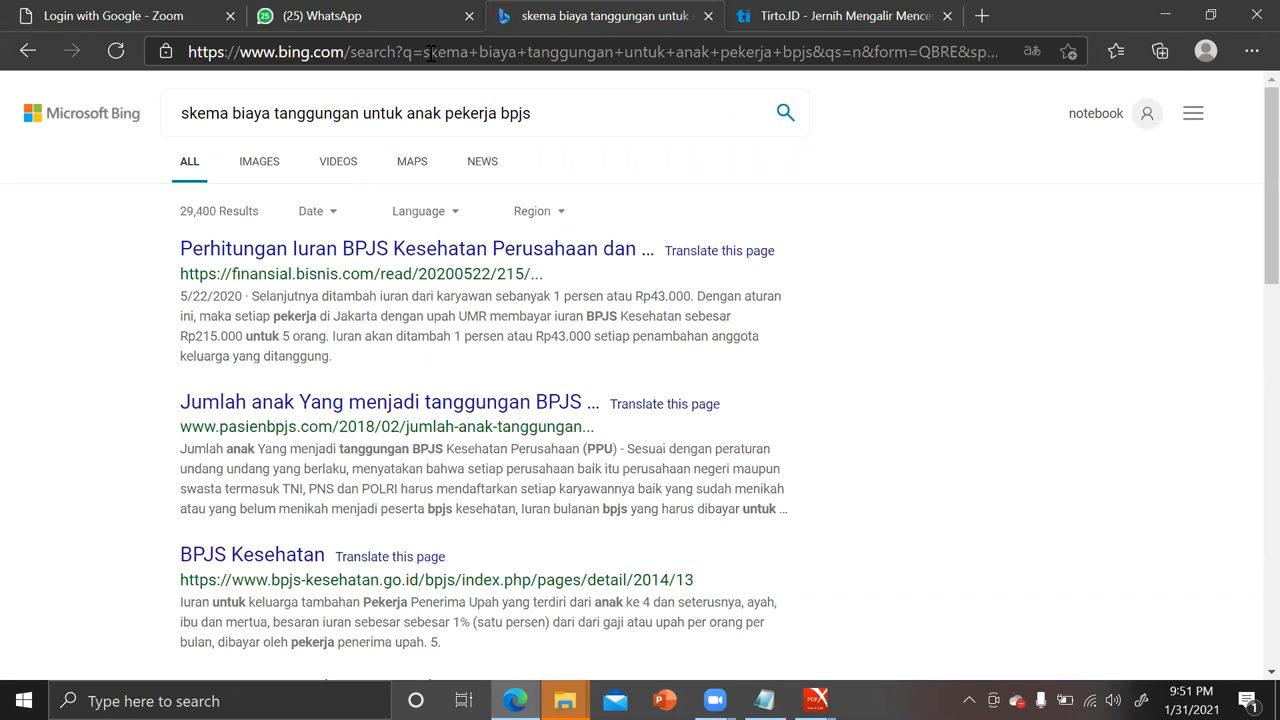 Login with Google - Zoom
25
(25) WhatsApp
skema biaya tanggungan untuk
Tirto.ID - Jernih Mengalir Mence
https://www.bing.com/search?q=skema+biaya+tanggungan+untuk+anak+pekerja+bpjs&qs=n&form=QBRE&sp...
Microsoft Bing
skema biaya tanggungan untuk anak pekerja bpjs
notebook
ALL IMAGES VIDEOS MAPS NEWS
29,400 Results Date Language Region
Perhitungan Iuran BPJS Kesehatan Perusahaan dan ... Translate this page
https://finansial.bisnis.com/read/20200522/215/...
5/22/2020 · Selanjutnya ditambah iuran dari karyawan sebanyak 1 persen atau Rp43.000. Dengan aturan
ini, maka setiap pekerja di Jakarta dengan upah UMR membayar iuran BPJS Kesehatan sebesar
Rp215.000 untuk 5 orang. Iuran akan ditambah 1 persen atau Rp43.000 setiap penambahan anggota
keluarga yang ditanggung.
Jumlah anak Yang menjadi tanggungan BPJS ... Translate this page
www.pasienbpjs.com/2018/02/jumlah-anak-tanggungan...
Jumlah anak Yang menjadi tanggungan BPJS Kesehatan Perusahaan (PPU) - Sesuai dengan peraturan
undang undang yang berlaku, menyatakan bahwa setiap perusahaan baik itu perusahaan negeri maupun
swasta termasuk TNI, PNS dan POLRI harus mendaftarkan setiap karyawannya baik yang sudah menikah
atau yang belum menikah menjadi peserta bpjs kesehatan, Iuran bulanan bpjs yang harus dibayar untuk ...
BPJS Kesehatan Translate this page
https://www.bpjs-kesehatan.go.id/bpjs/index.php/pages/detail/2014/13
Iuran untuk keluarga tambahan Pekerja Penerima Upah yang terdiri dari anak ke 4 dan seterusnya, ayah,
ibu dan mertua, besaran iuran sebesar sebesar 1% (satu persen) dari dari gaji atau upah per orang per
bulan, dibayar oleh pekerja penerima upah. 5.
Type here to search
9:51 PM
1/31/2021
1